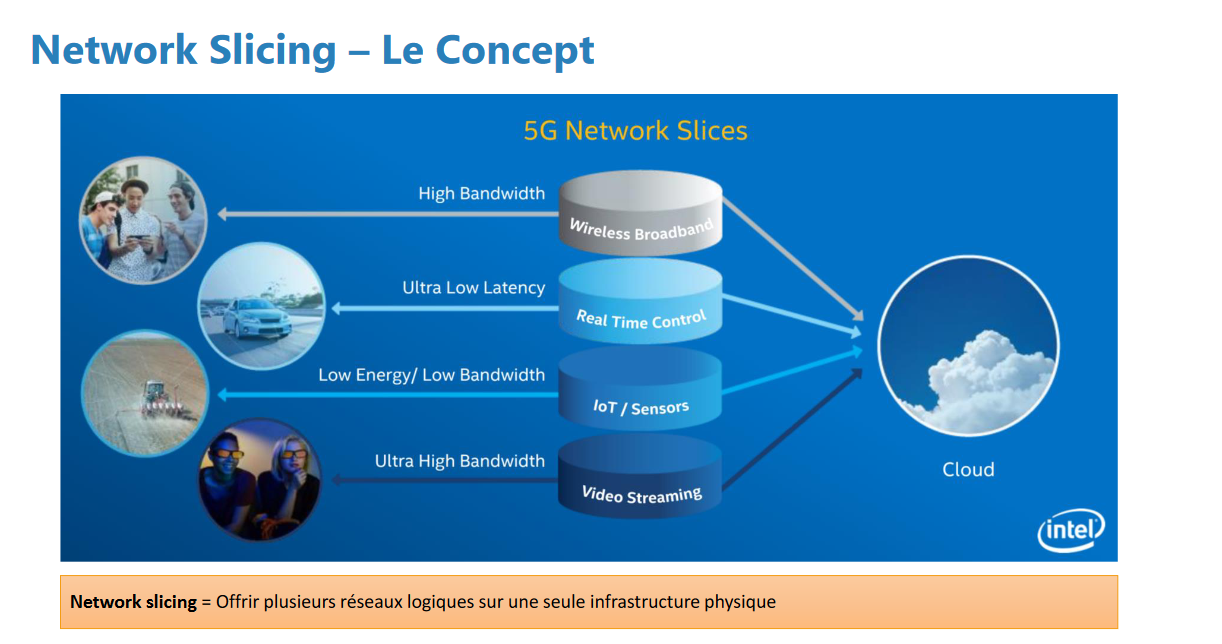 Network Slicing – Le Concept
5G Network Slices
High Bandwidth
Wireless Broadband
Ultra Low Latency
Real Time Control
Low Energy/ Low Bandwidth
IoT / Sensors
Ultra High Bandwidth
Video Streaming
Cloud
intel
Network slicing = Offrir plusieurs réseaux logiques sur une seule infrastructure physique